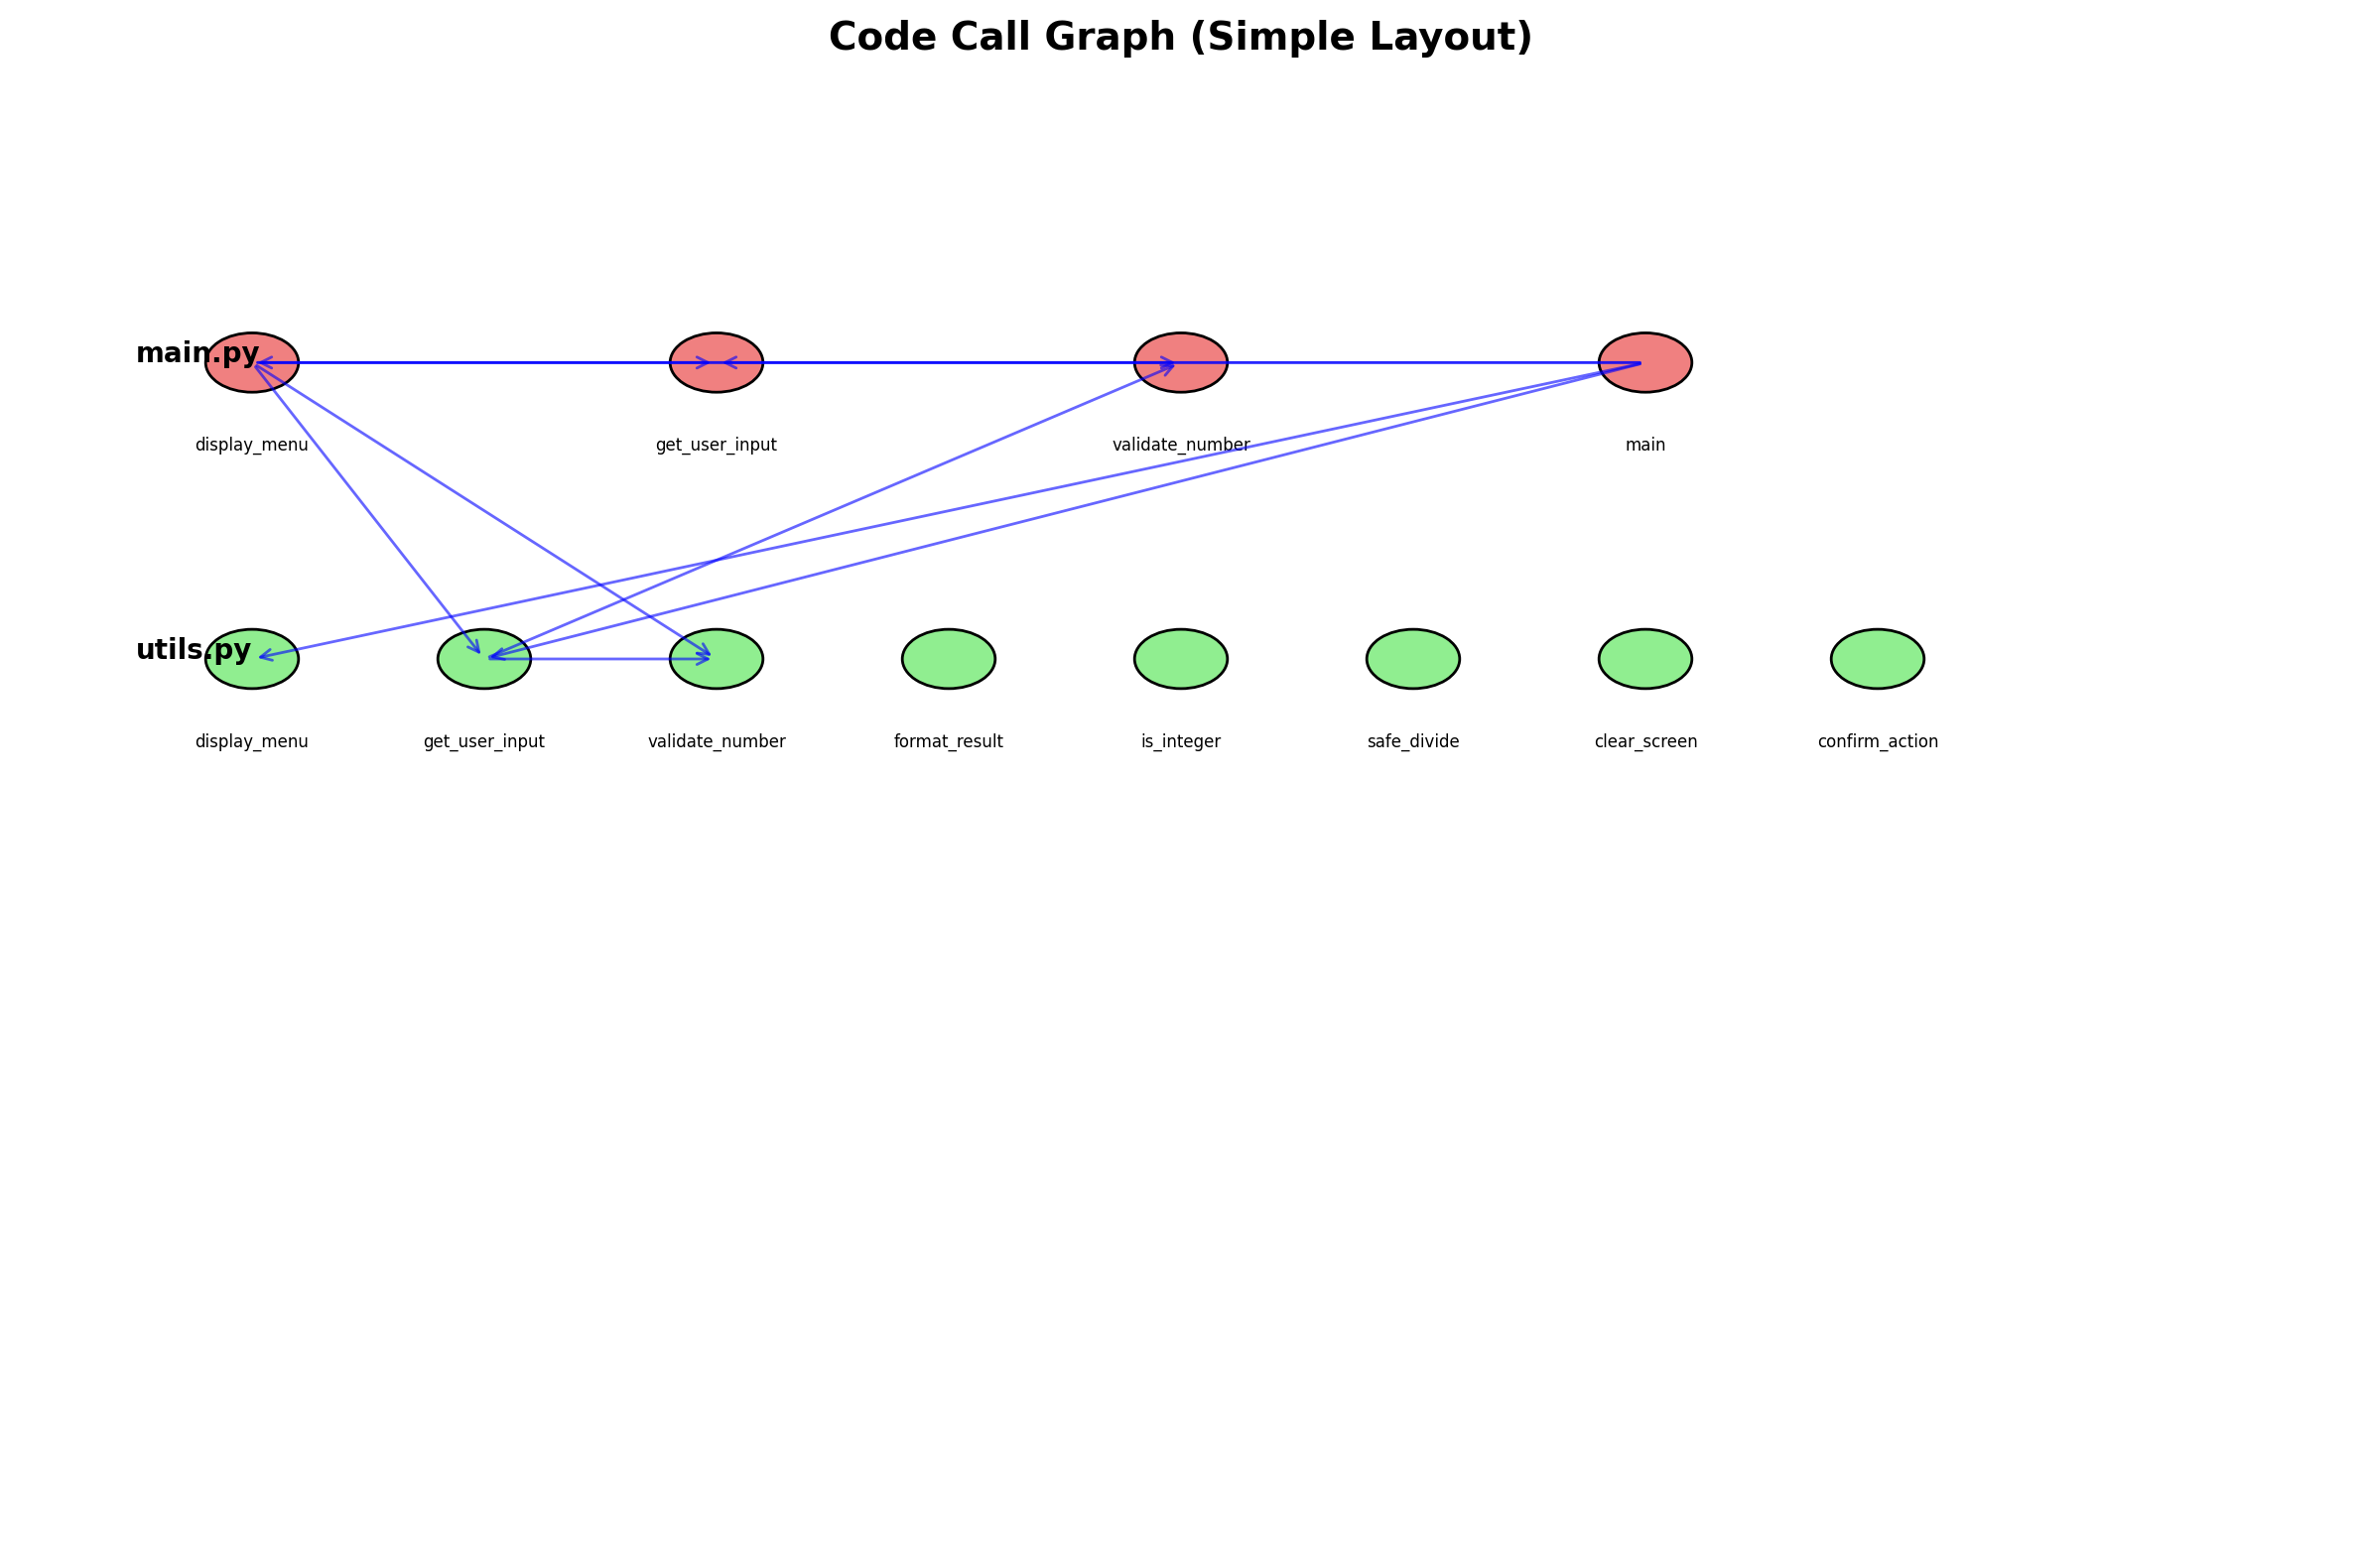 Code Call Graph (Simple Layout)
main.py
display_menu
get_user_input
validate_number
main
utils.py
display_menu
get_user_input
validate_number
format_result
is_integer
safe_divide
clear_screen
confirm_action